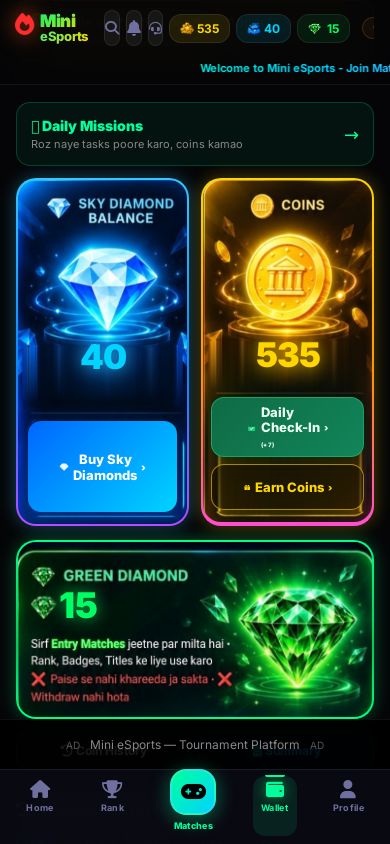 Mini
eSports
535
40
15
Welcome to Mini eSports - Join Mat
Daily Missions
Roz naye tasks poore karo, coins kamao
→
SKY DIAMOND
BALANCE
40
Buy Sky
Diamonds ›
COINS
535
Daily
Check-In ›
(+7)
Earn Coins ›
GREEN DIAMOND
15
Sirf Entry Matches jeetne par milta hai •
Rank, Badges, Titles ke liye use karo
❌ Paise se nahi khareeda ja sakta · ❌
Withdraw nahi hota
Coin History
Summary
AD Mini eSports — Tournament Platform AD
Home
Rank
Matches
Wallet
Profile